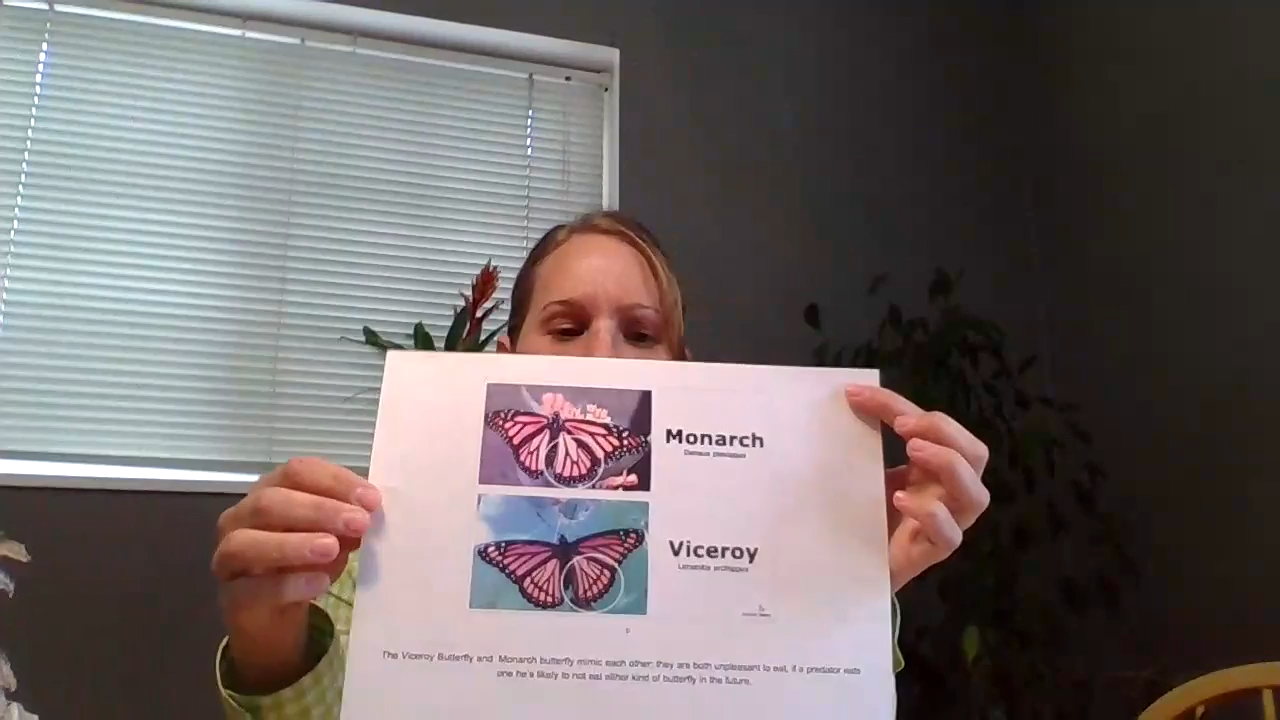 Monarch
Danaus plexippus
Viceroy
Limenitis archippus
The Viceroy Butterfly and Monarch butterfly mimic each other; they are both unpleasant to eat, if a predator eats
one he's likely to not eat either kind of butterfly in the future.